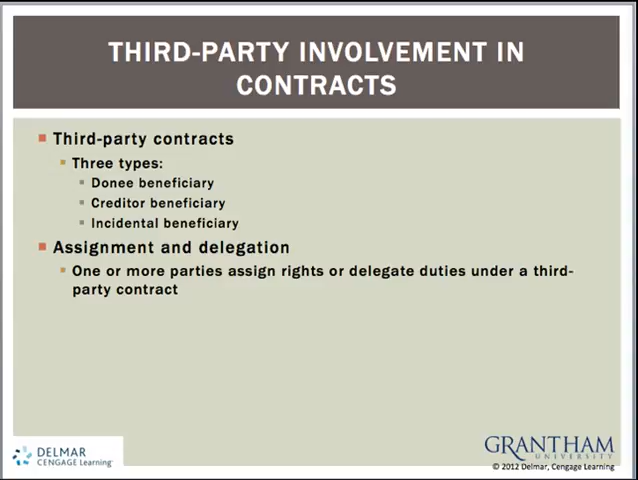 THIRD-PARTY INVOLVEMENT IN
CONTRACTS
Third-party contracts
Three types:
Donee beneficiary
Creditor beneficiary
Incidental beneficiary
Assignment and delegation
One or more parties assign rights or delegate duties under a third-
party contract
DELMAR
CENGAGE Learning
GRANTHAM
UNIVERSITY
© 2012 Delmar, Cengage Learning